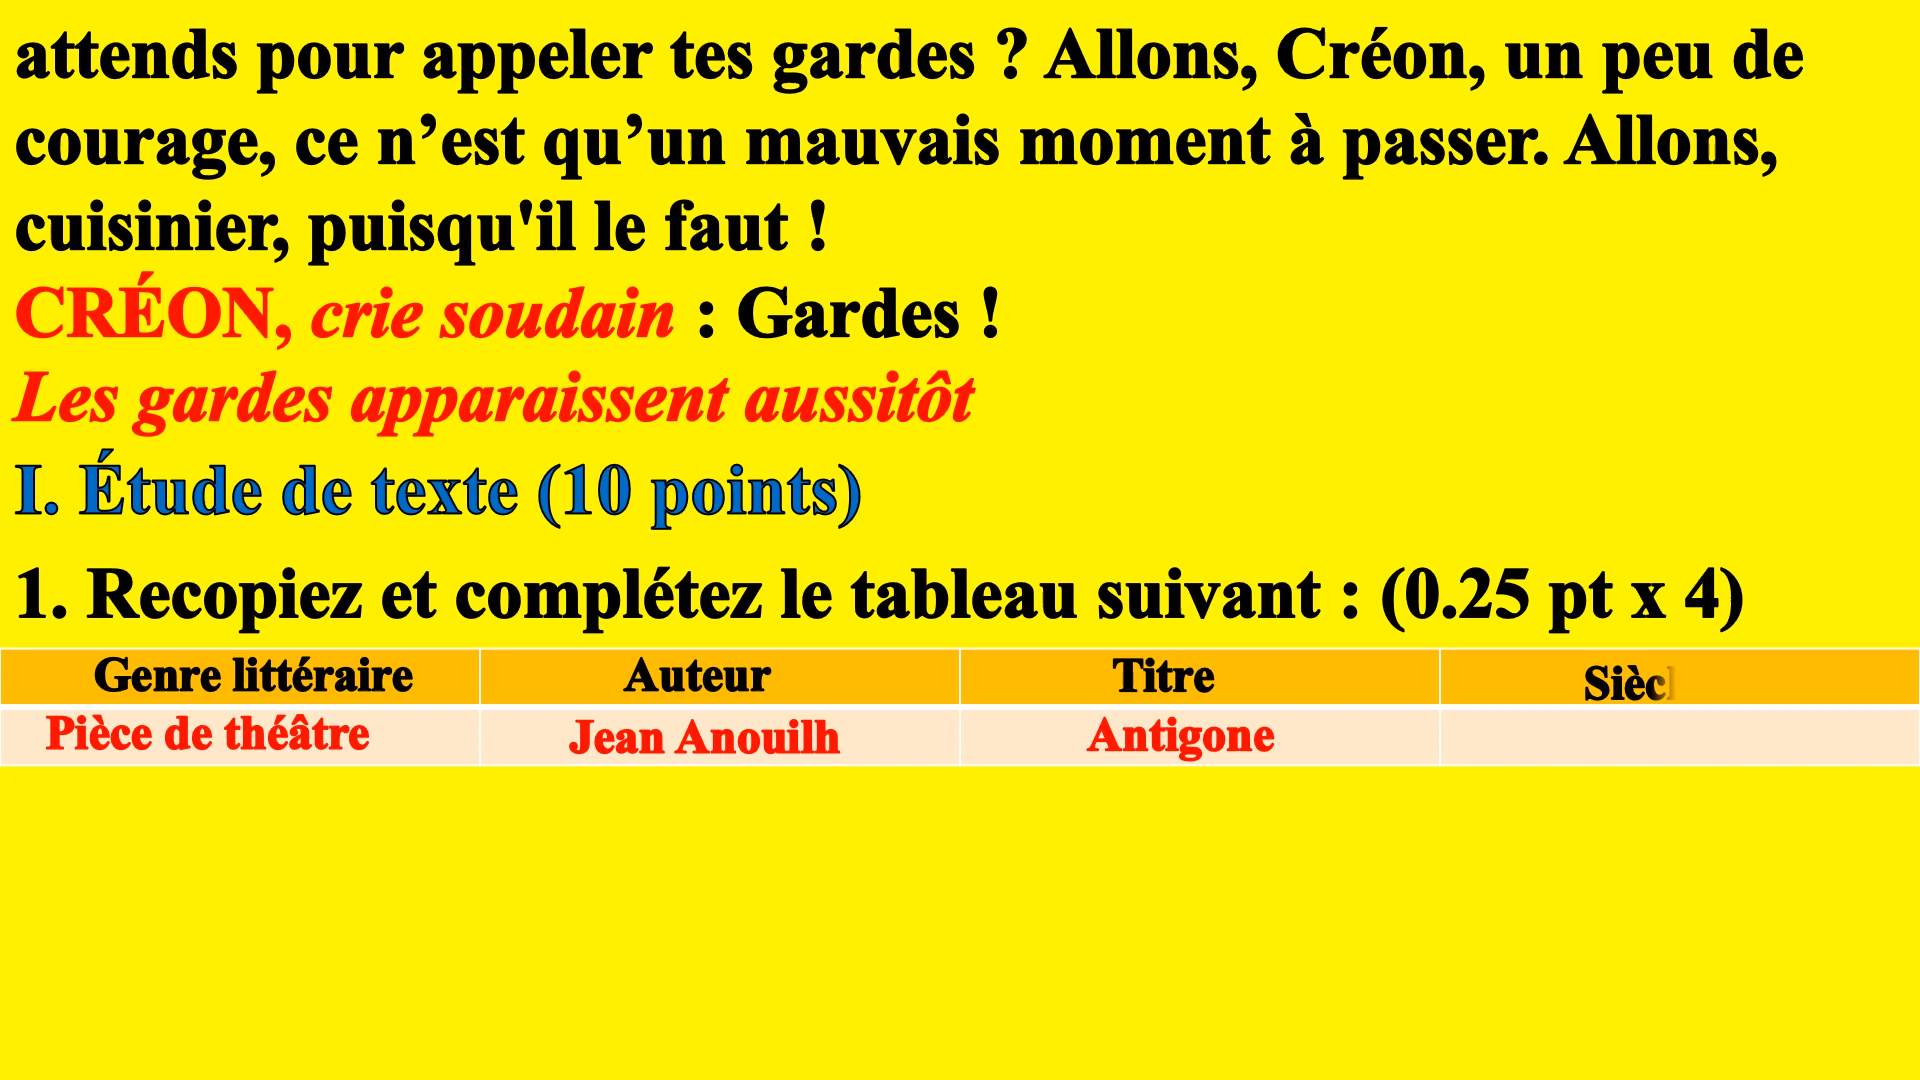 attends pour appeler tes gardes ? Allons, Créon, un peu de
courage, ce n’est qu’un mauvais moment à passer. Allons,
cuisinier, puisqu'il le faut !
CRÉON, crie soudain : Gardes !
Les gardes apparaissent aussitôt
I. Étude de texte (10 points)
1. Recopiez et complétez le tableau suivant : (0.25 pt x 4)
Genre littéraire Auteur Titre Sièc
Pièce de théâtre Jean Anouilh Antigone